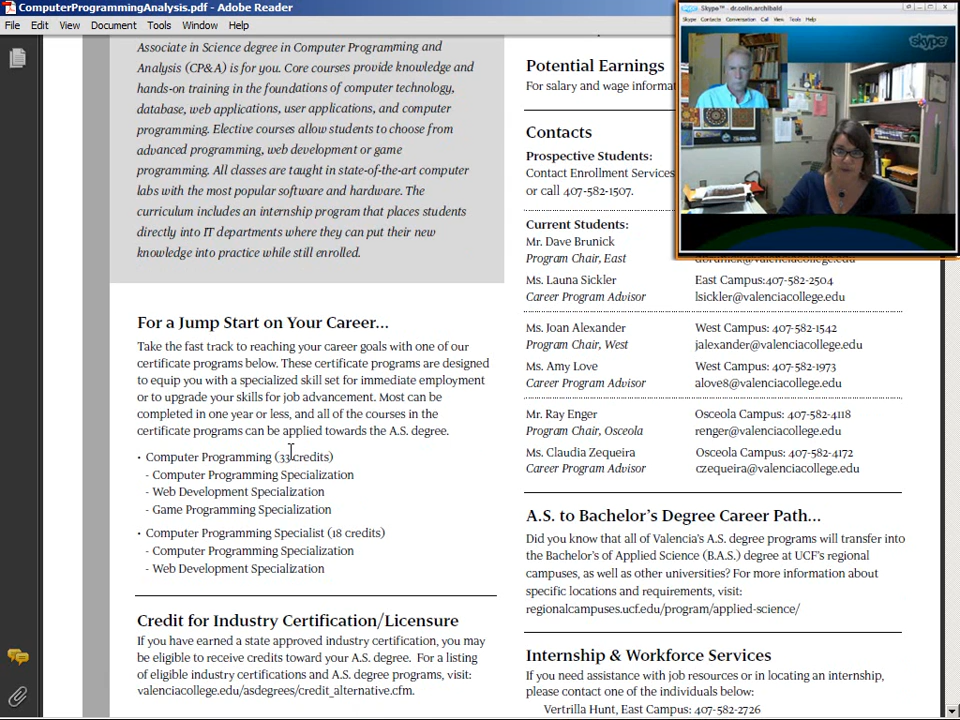 ComputerProgrammingAnalysis.pdf - Adobe Reader
File Edit View Document Tools Window Help
Associate in Science degree in Computer Programming and
Analysis (CP&A) is for you. Core courses provide knowledge and
hands-on training in the foundations of computer technology,
database, web applications, user applications, and computer
programming. Elective courses allow students to choose from
advanced programming, web development or game
programming. All classes are taught in state-of-the-art computer
labs with the most popular software and hardware. The
curriculum includes an internship program that places students
directly into IT departments where they can put their new
knowledge into practice while still enrolled.
For a Jump Start on Your Career...
Take the fast track to reaching your career goals with one of our
certificate programs below. These certificate programs are designed
to equip you with a specialized skill set for immediate employment
or to upgrade your skills for job advancement. Most can be
completed in one year or less, and all of the courses in the
certificate programs can be applied towards the A.S. degree.
• Computer Programming (33 credits)
- Computer Programming Specialization
- Web Development Specialization
- Game Programming Specialization
• Computer Programming Specialist (18 credits)
- Computer Programming Specialization
- Web Development Specialization
Credit for Industry Certification/Licensure
If you have earned a state approved industry certification, you may
be eligible to receive credits toward your A.S. degree. For a listing
of eligible industry certifications and A.S. degree programs, visit:
valenciacollege.edu/asdegrees/credit_alternative.cfm.
Potential Earnings
For salary and wage informa
Contacts
Prospective Students:
Contact Enrollment Services
or call 407-582-1507.
Current Students:
Mr. Dave Brunick
Program Chair, East dbrunick@valenciacollege.edu
Ms. Launa Sickler East Campus:407-582-2504
Career Program Advisor lsickler@valenciacollege.edu
Ms. Joan Alexander West Campus: 407-582-1542
Program Chair, West jalexander@valenciacollege.edu
Ms. Amy Love West Campus: 407-582-1973
Career Program Advisor alove8@valenciacollege.edu
Mr. Ray Enger Osceola Campus: 407-582-4118
Program Chair, Osceola renger@valenciacollege.edu
Ms. Claudia Zequeira Osceola Campus: 407-582-4172
Career Program Advisor czequeira@valenciacollege.edu
A.S. to Bachelor's Degree Career Path...
Did you know that all of Valencia's A.S. degree programs will transfer into
the Bachelor's of Applied Science (B.A.S.) degree at UCF's regional
campuses, as well as other universities? For more information about
specific locations and requirements, visit:
regionalcampuses.ucf.edu/program/applied-science/
Internship & Workforce Services
If you need assistance with job resources or in locating an internship,
please contact one of the individuals below:
Vertrilla Hunt, East Campus: 407-582-2726
Skype™ - dr.colin.archibald
Skype Contacts Conversation Call View Tools Help
skype